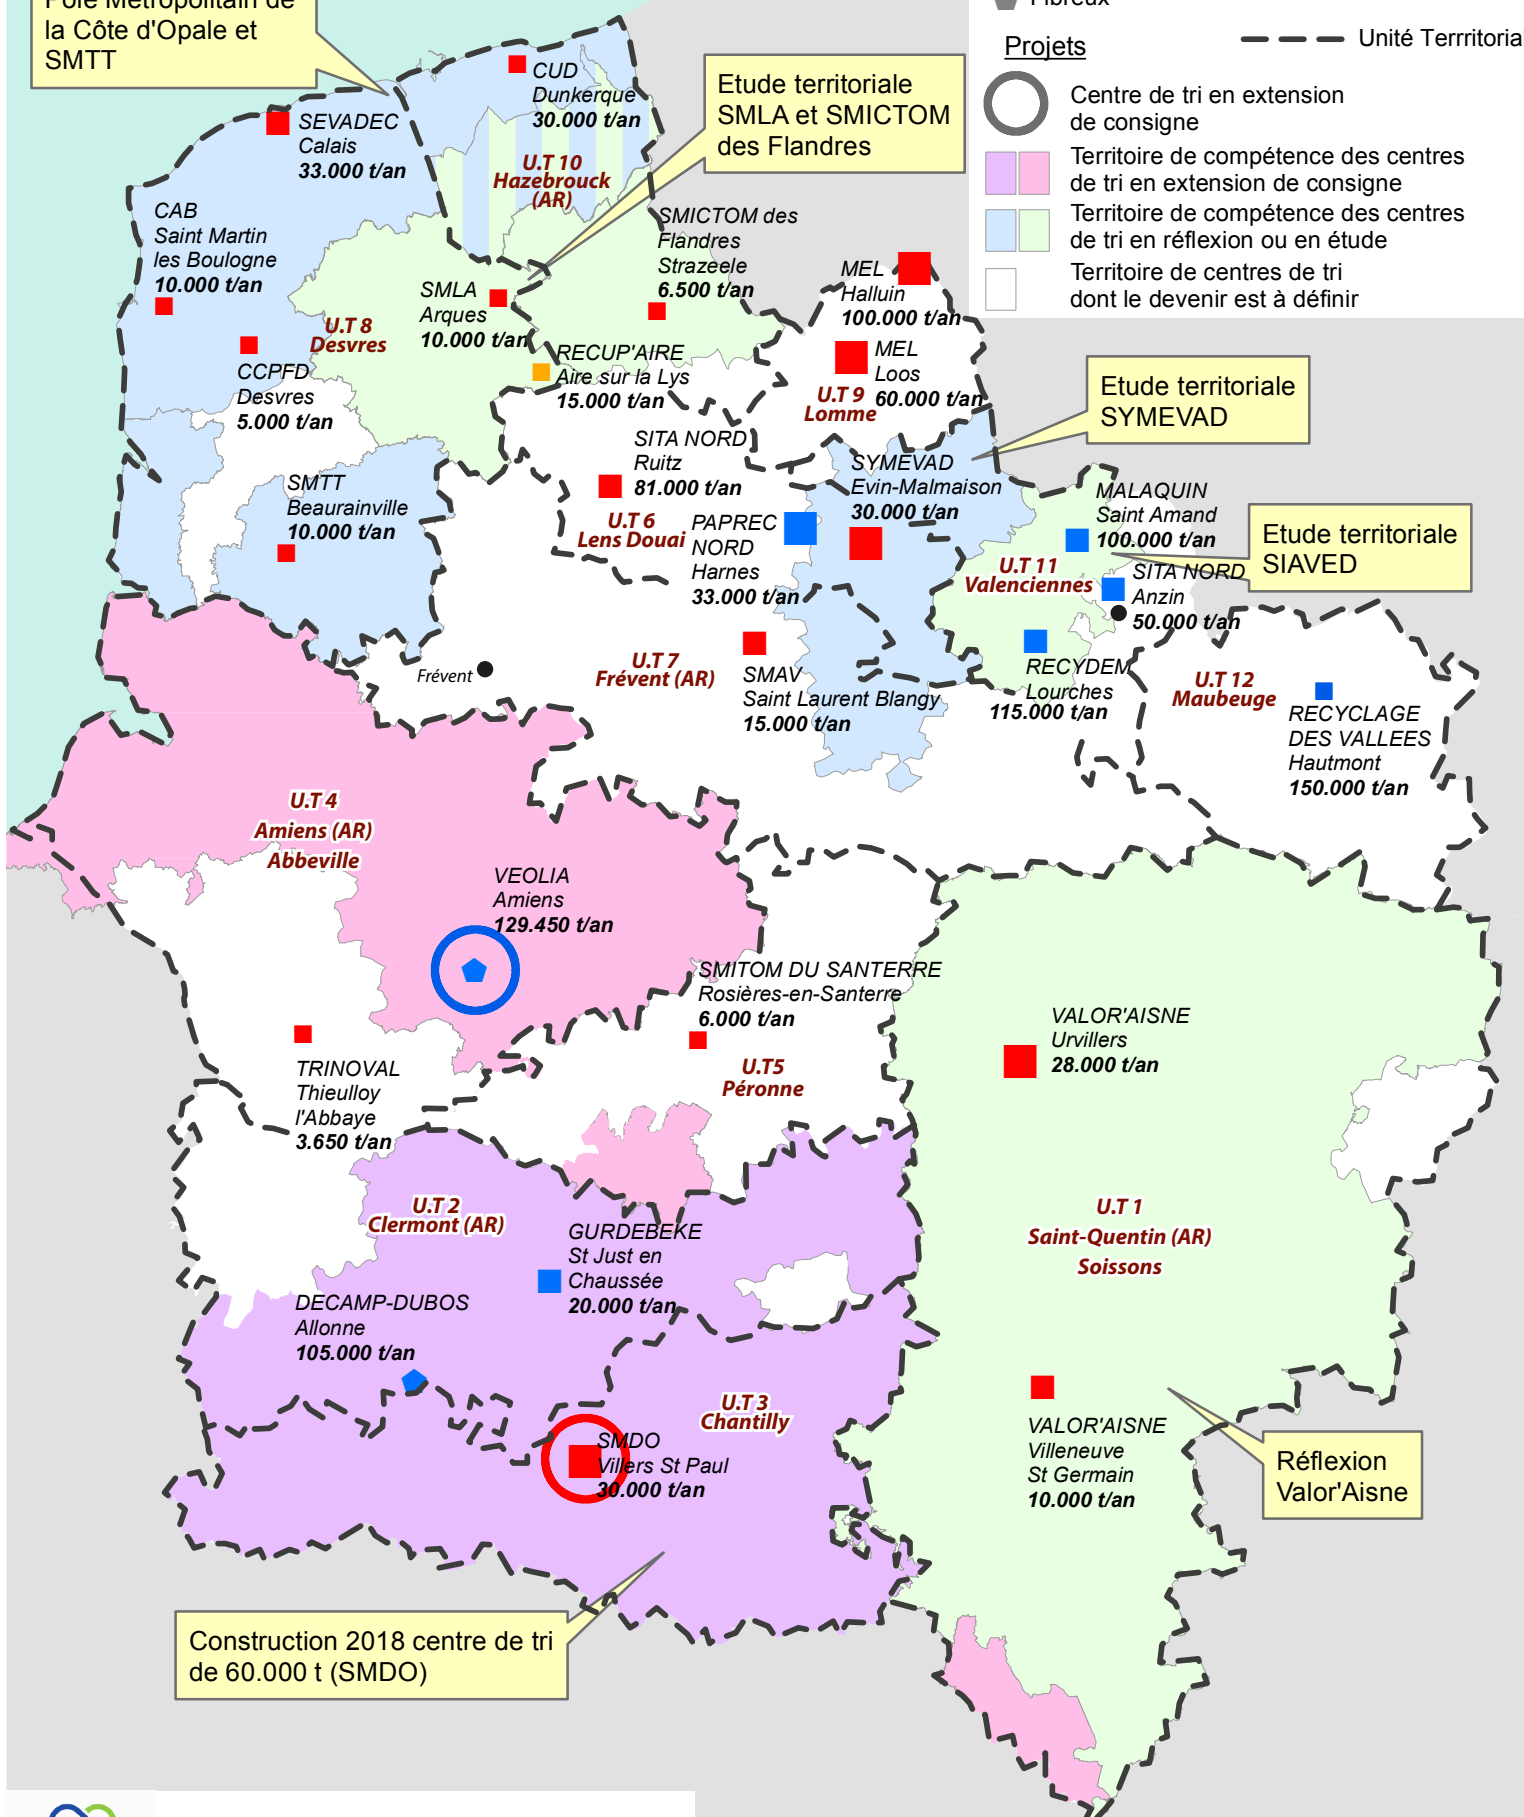 Pôle Métropolitain de
la Côte d'Opale et
SMTT
Fibreux
Projets
Unité Terrritorial
Centre de tri en extension
de consigne
Territoire de compétence des centres
de tri en extension de consigne
Territoire de compétence des centres
de tri en réflexion ou en étude
Territoire de centres de tri
dont le devenir est à définir
CUD
Dunkerque
30.000 t/an
SEVADEC
Calais
33.000 t/an
Etude territoriale
SMLA et SMICTOM
des Flandres
U.T 10
Hazebrouck
(AR)
CAB
Saint Martin
les Boulogne
10.000 t/an
SMICTOM des
Flandres
Strazeele
6.500 t/an
MEL
Halluin
100.000 t/an
SMLA
Arques
10.000 t/an
U.T 8
Desvres
CCPFD
Desvres
5.000 t/an
RECUP'AIRE
Aire sur la Lys
15.000 t/an
MEL
Loos
60.000 t/an
U.T 9
Lomme
Etude territoriale
SYMEVAD
SITA NORD
Ruitz
81.000 t/an
SYMEVAD
Evin-Malmaison
30.000 t/an
SMTT
Beaurainville
10.000 t/an
U.T 6
Lens Douai
PAPREC
NORD
Harnes
33.000 t/an
MALAQUIN
Saint Amand
100.000 t/an
Etude territoriale
SIAVED
U.T 11
Valenciennes
SITA NORD
Anzin
50.000 t/an
Frévent
U.T 7
Frévent (AR)
SMAV
Saint Laurent Blangy
15.000 t/an
RECYDEM
Lourches
115.000 t/an
U.T 12
Maubeuge
RECYCLAGE
DES VALLEES
Hautmont
150.000 t/an
U.T 4
Amiens (AR)
Abbeville
VEOLIA
Amiens
129.450 t/an
SMITOM DU SANTERRE
Rosières-en-Santerre
6.000 t/an
VALOR'AISNE
Urvillers
28.000 t/an
TRINOVAL
Thieulloy
l'Abbaye
3.650 t/an
U.T5
Péronne
U.T 2
Clermont (AR)
GURDEBEKE
St Just en
Chaussée
20.000 t/an
U.T 1
Saint-Quentin (AR)
Soissons
DECAMP-DUBOS
Allonne
105.000 t/an
U.T 3
Chantilly
SMDO
Villers St Paul
30.000 t/an
VALOR'AISNE
Villeneuve
St Germain
10.000 t/an
Réflexion
Valor'Aisne
Construction 2018 centre de tri
de 60.000 t (SMDO)